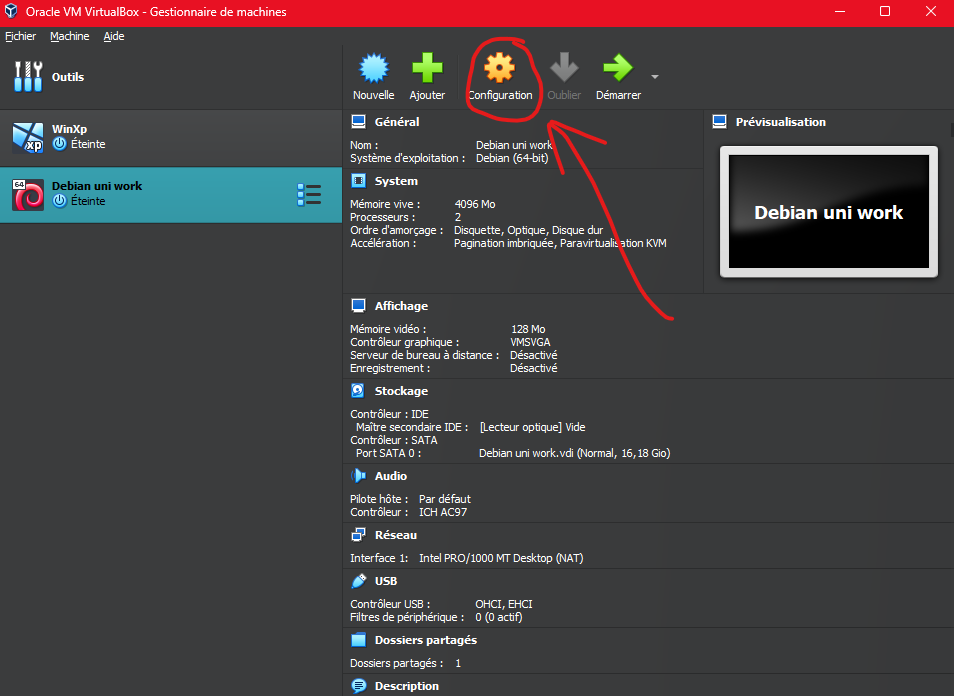 Oracle VM VirtualBox - Gestionnaire de machines
Fichier Machine Aide
Outils
Nouvelle Ajouter Configuration Oublier Démarrer
WinXp
Éteinte
Debian uni work
Éteinte
Général
Nom : Debian uni work
Système d'exploitation : Debian (64-bit)
System
Mémoire vive : 4096 Mo
Processeurs : 2
Ordre d'amorçage : Disquette, Optique, Disque dur
Accélération : Pagination imbriquée, Paravirtualisation KVM
Prévisualisation
Debian uni work
Affichage
Mémoire vidéo : 128 Mo
Contrôleur graphique : VMSVGA
Serveur de bureau à distance : Désactivé
Enregistrement : Désactivé
Stockage
Contrôleur : IDE
Maître secondaire IDE : [Lecteur optique] Vide
Contrôleur : SATA
Port SATA 0 : Debian uni work.vdi (Normal, 16,18 Gio)
Audio
Pilote hôte : Par défaut
Contrôleur : ICH AC97
Réseau
Interface 1: Intel PRO/1000 MT Desktop (NAT)
USB
Contrôleur USB : OHCI, EHCI
Filtres de périphérique : 0 (0 actif)
Dossiers partagés
Dossiers partagés : 1
Description
xp
64